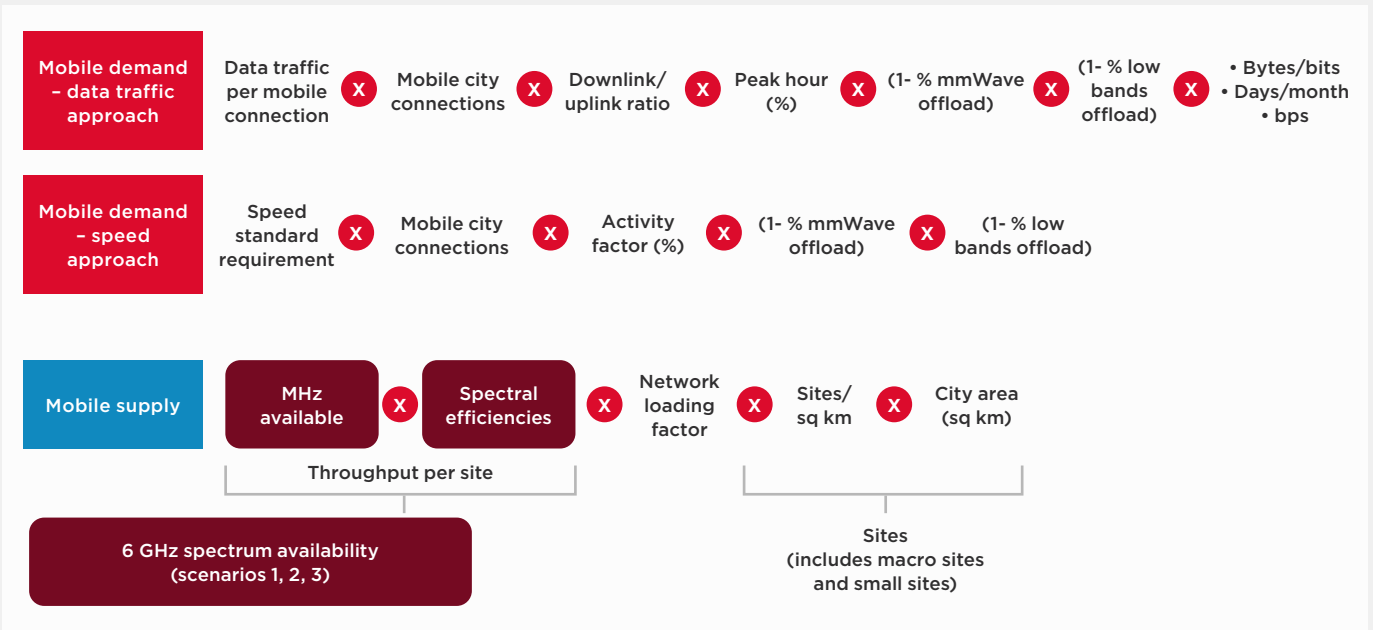 Mobile demand
– data traffic
approach
Data traffic
per mobile
connection
X
Mobile city
connections
X
Downlink/
uplink ratio
X
Peak hour
(%)
X
(1- % mmWave
offload)
X
(1- % low
bands
offload)
X
• Bytes/bits
• Days/month
• bps
Mobile demand
– speed
approach
Speed
standard
requirement
X
Mobile city
connections
X
Activity
factor (%)
X
(1- % mmWave
offload)
X
(1- % low
bands offload)
Mobile supply
MHz
available
X
Spectral
efficiencies
X
Network
loading
factor
X
Sites/
sq km
X
City area
(sq km)
Throughput per site
6 GHz spectrum availability
(scenarios 1, 2, 3)
Sites
(includes macro sites
and small sites)